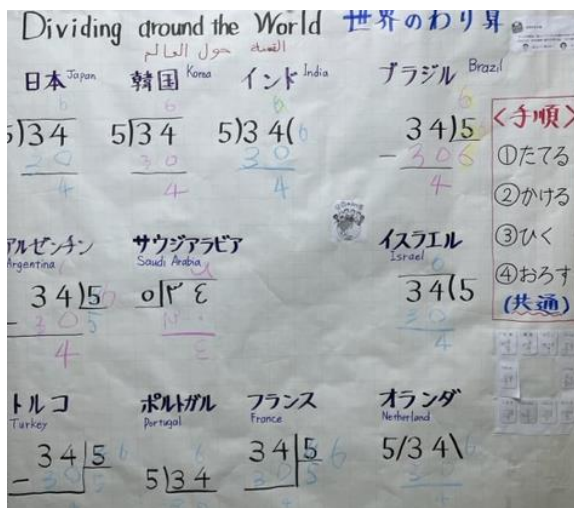 Dividing around the World 世界のわり算
القسمة حول العالم
日本 Japan
韓国 Korea
インド India
ブラジル Brazil
6
6
6
6
5)34
5)34
5)34(6
34)5
30
30
30
- 30 6
4
4
4
4
<手順>
①たてる
②かける
③ひく
④おろす
(共通)
アルゼンチン
Argentina
サウジアラビア
Saudi Arabia
イスラエル
Israel
34)5
٥|٣٤
34(5
- 30
30
4
٤
4
トルコ
Turkey
ポルトガル
Portugal
フランス
France
オランダ
Netherland
34|5 6
5)34
34|5 6
5/34\6
- 30
30